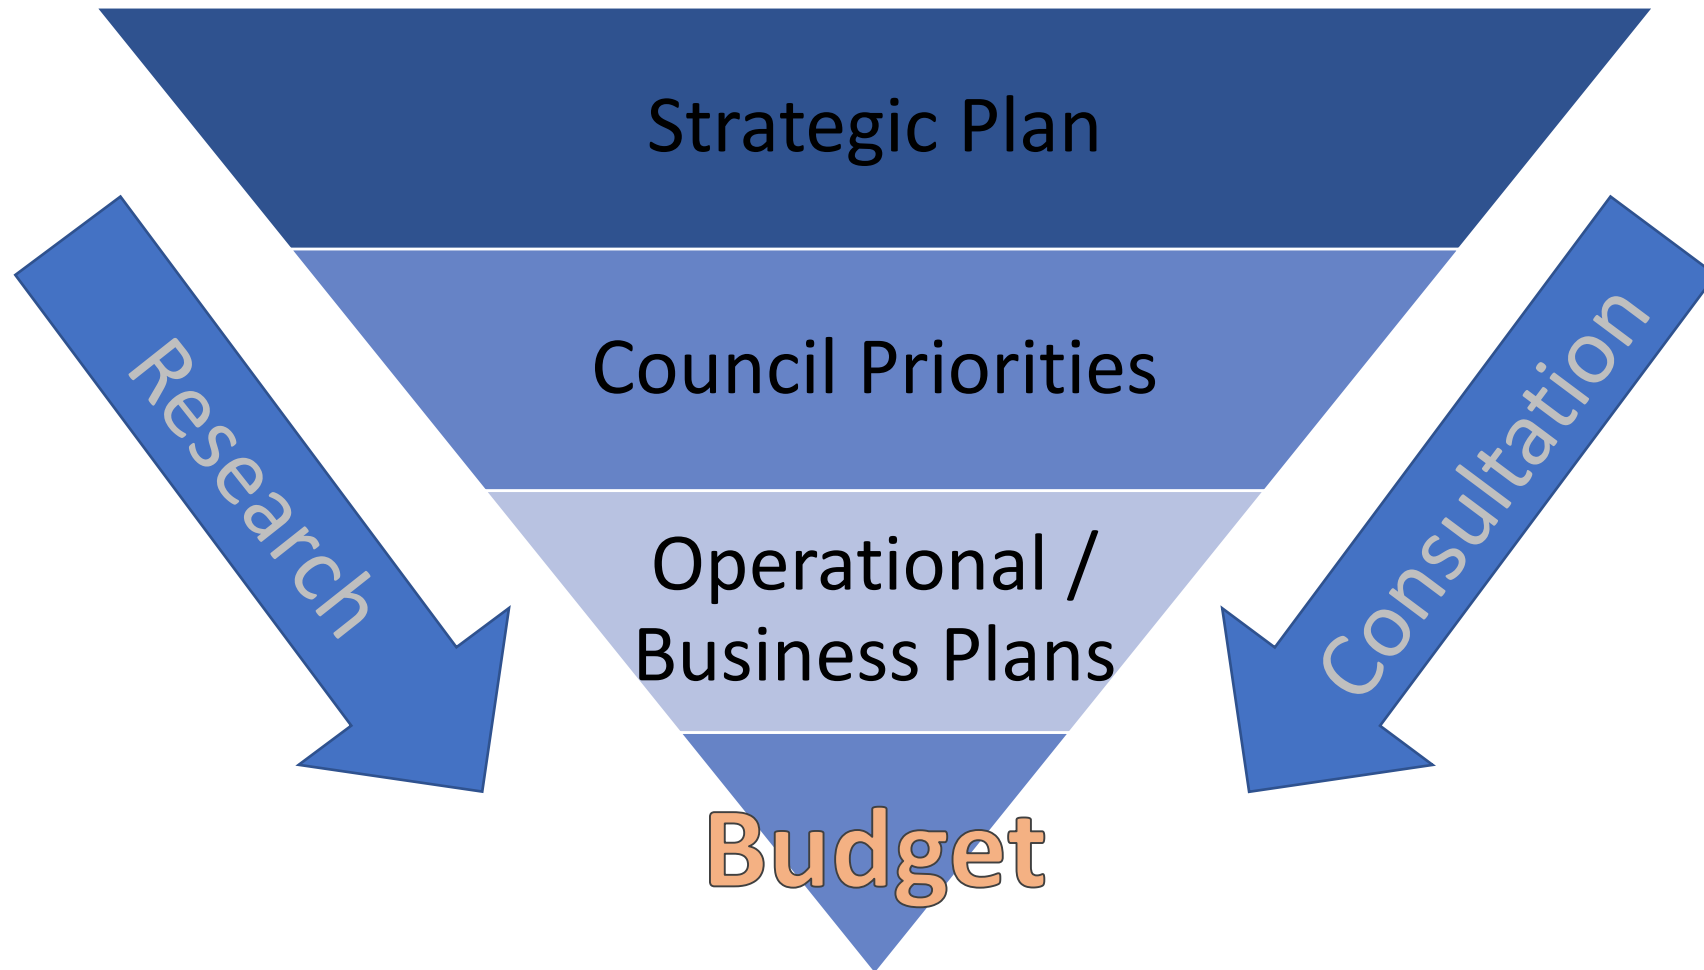 Strategic Plan
Council Priorities
Operational /
Business Plans
Budget
Research
Consultation